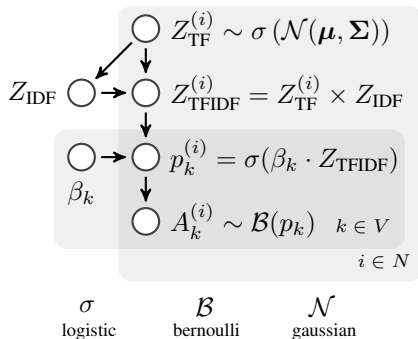 Z_TF^(i) ∼ σ (𝒩(μ, Σ))
Z_IDF
Z_TFIDF^(i) = Z_TF^(i) × Z_IDF
p_k^(i) = σ(β_k · Z_TFIDF)
β_k
A_k^(i) ∼ ℬ(p_k) k ∈ V
i ∈ N
σ ℬ 𝒩
logistic bernoulli gaussian